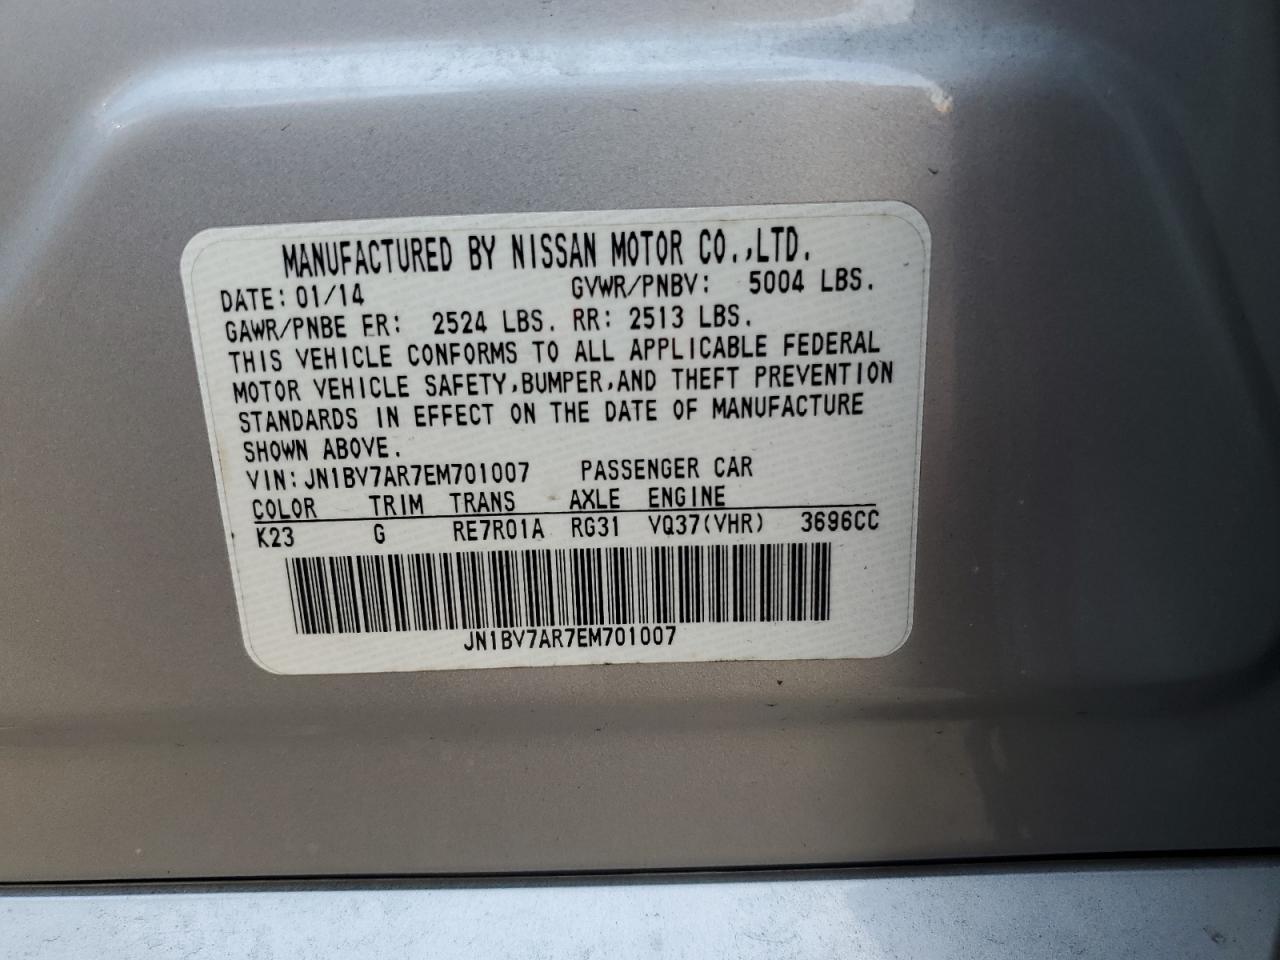 MANUFACTURED BY NISSAN MOTOR CO.,LTD.
DATE: 01/14 GVWR/PNBV: 5004 LBS.
GAWR/PNBE FR: 2524 LBS. RR: 2513 LBS.
THIS VEHICLE CONFORMS TO ALL APPLICABLE FEDERAL
MOTOR VEHICLE SAFETY,BUMPER,AND THEFT PREVENTION
STANDARDS IN EFFECT ON THE DATE OF MANUFACTURE
SHOWN ABOVE.
VIN:JN1BV7AR7EM701007 PASSENGER CAR
COLOR TRIM TRANS AXLE ENGINE
K23 G RE7R01A RG31 VQ37(VHR) 3696CC
JN1BV7AR7EM701007